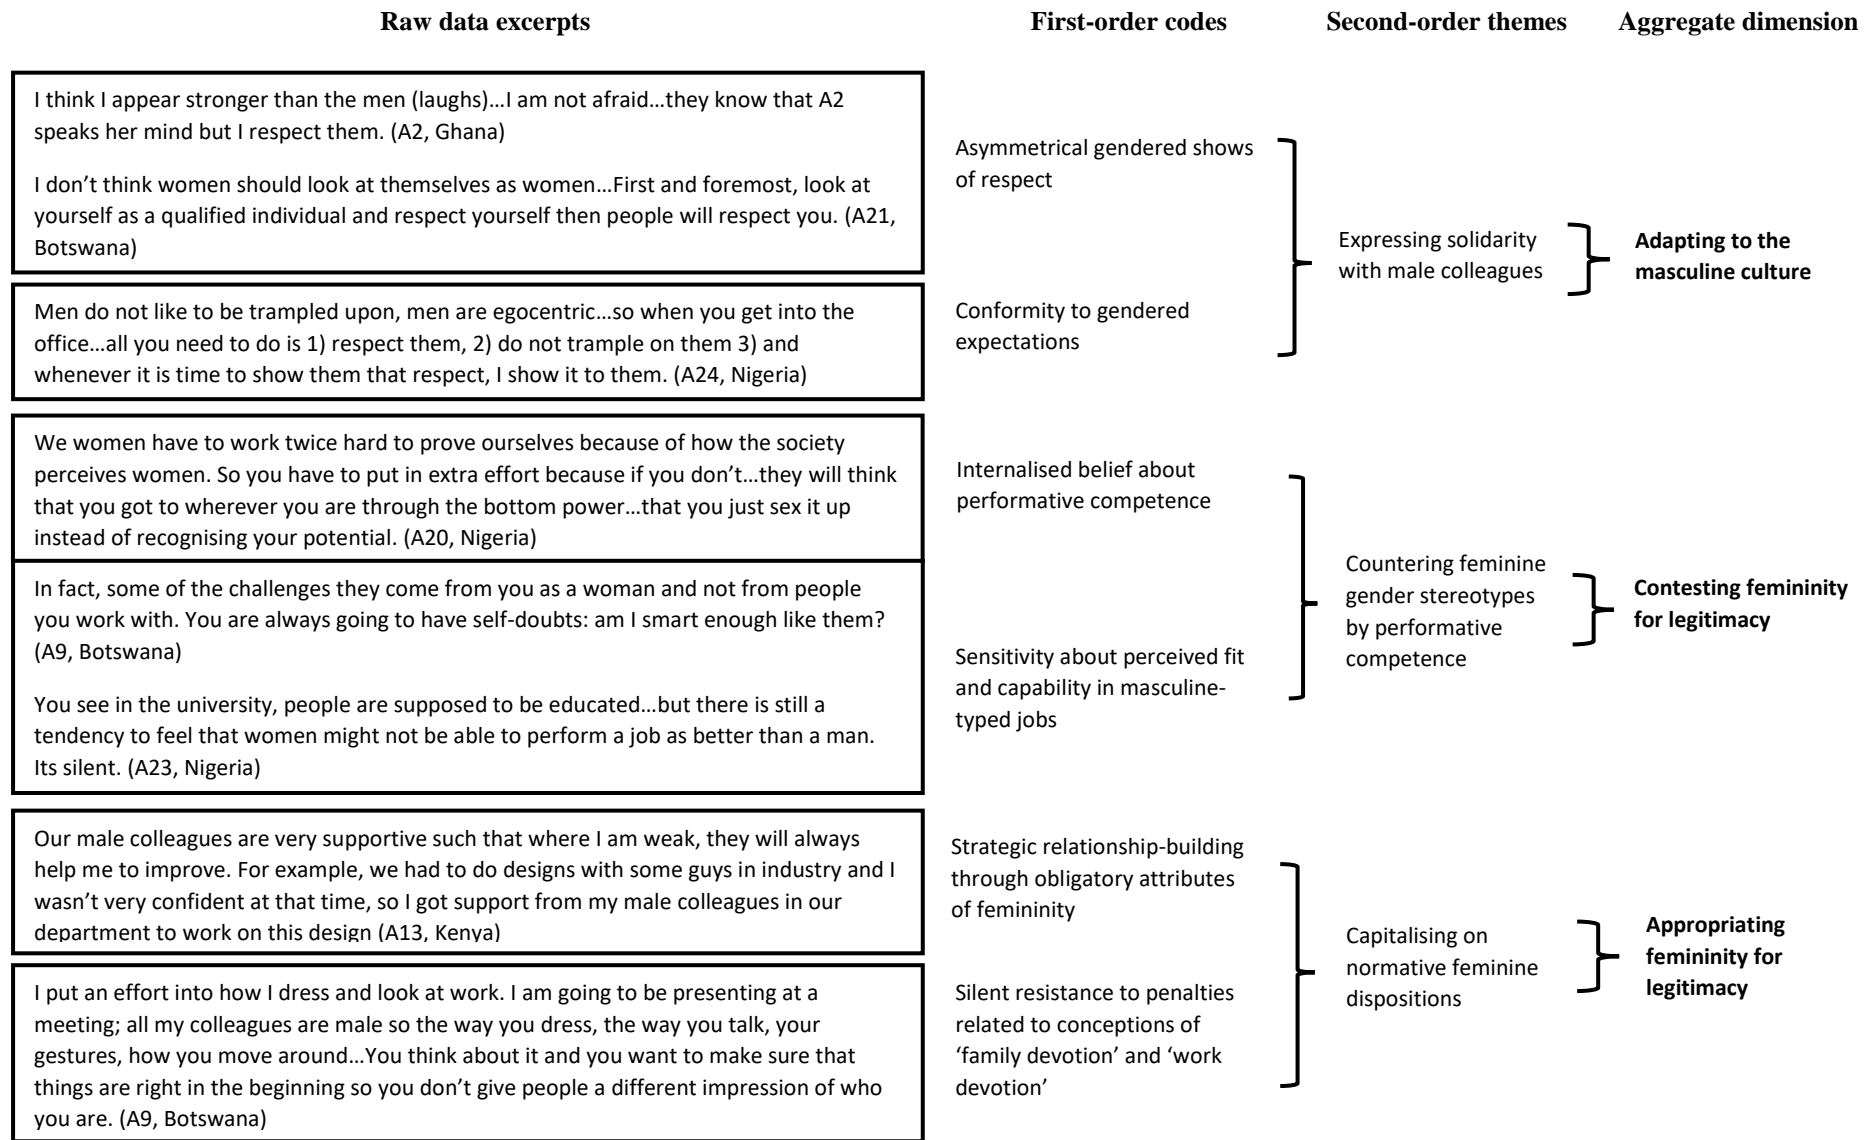 Raw data excerpts
First-order codes
Second-order themes
Aggregate dimension
I think I appear stronger than the men (laughs)…I am not afraid…they know that A2
speaks her mind but I respect them. (A2, Ghana)
I don’t think women should look at themselves as women…First and foremost, look at
yourself as a qualified individual and respect yourself then people will respect you. (A21,
Botswana)
Men do not like to be trampled upon, men are egocentric…so when you get into the
office…all you need to do is 1) respect them, 2) do not trample on them 3) and
whenever it is time to show them that respect, I show it to them. (A24, Nigeria)
Asymmetrical gendered shows
of respect
Conformity to gendered
expectations
Expressing solidarity
with male colleagues
Adapting to the
masculine culture
We women have to work twice hard to prove ourselves because of how the society
perceives women. So you have to put in extra effort because if you don’t…they will think
that you got to wherever you are through the bottom power…that you just sex it up
instead of recognising your potential. (A20, Nigeria)
In fact, some of the challenges they come from you as a woman and not from people
you work with. You are always going to have self-doubts: am I smart enough like them?
(A9, Botswana)
You see in the university, people are supposed to be educated…but there is still a
tendency to feel that women might not be able to perform a job as better than a man.
Its silent. (A23, Nigeria)
Internalised belief about
performative competence
Sensitivity about perceived fit
and capability in masculine-
typed jobs
Countering feminine
gender stereotypes
by performative
competence
Contesting femininity
for legitimacy
Our male colleagues are very supportive such that where I am weak, they will always
help me to improve. For example, we had to do designs with some guys in industry and I
wasn’t very confident at that time, so I got support from my male colleagues in our
department to work on this design (A13, Kenya)
I put an effort into how I dress and look at work. I am going to be presenting at a
meeting; all my colleagues are male so the way you dress, the way you talk, your
gestures, how you move around…You think about it and you want to make sure that
things are right in the beginning so you don’t give people a different impression of who
you are. (A9, Botswana)
Strategic relationship-building
through obligatory attributes
of femininity
Silent resistance to penalties
related to conceptions of
‘family devotion’ and ‘work
devotion’
Capitalising on
normative feminine
dispositions
Appropriating
femininity for
legitimacy